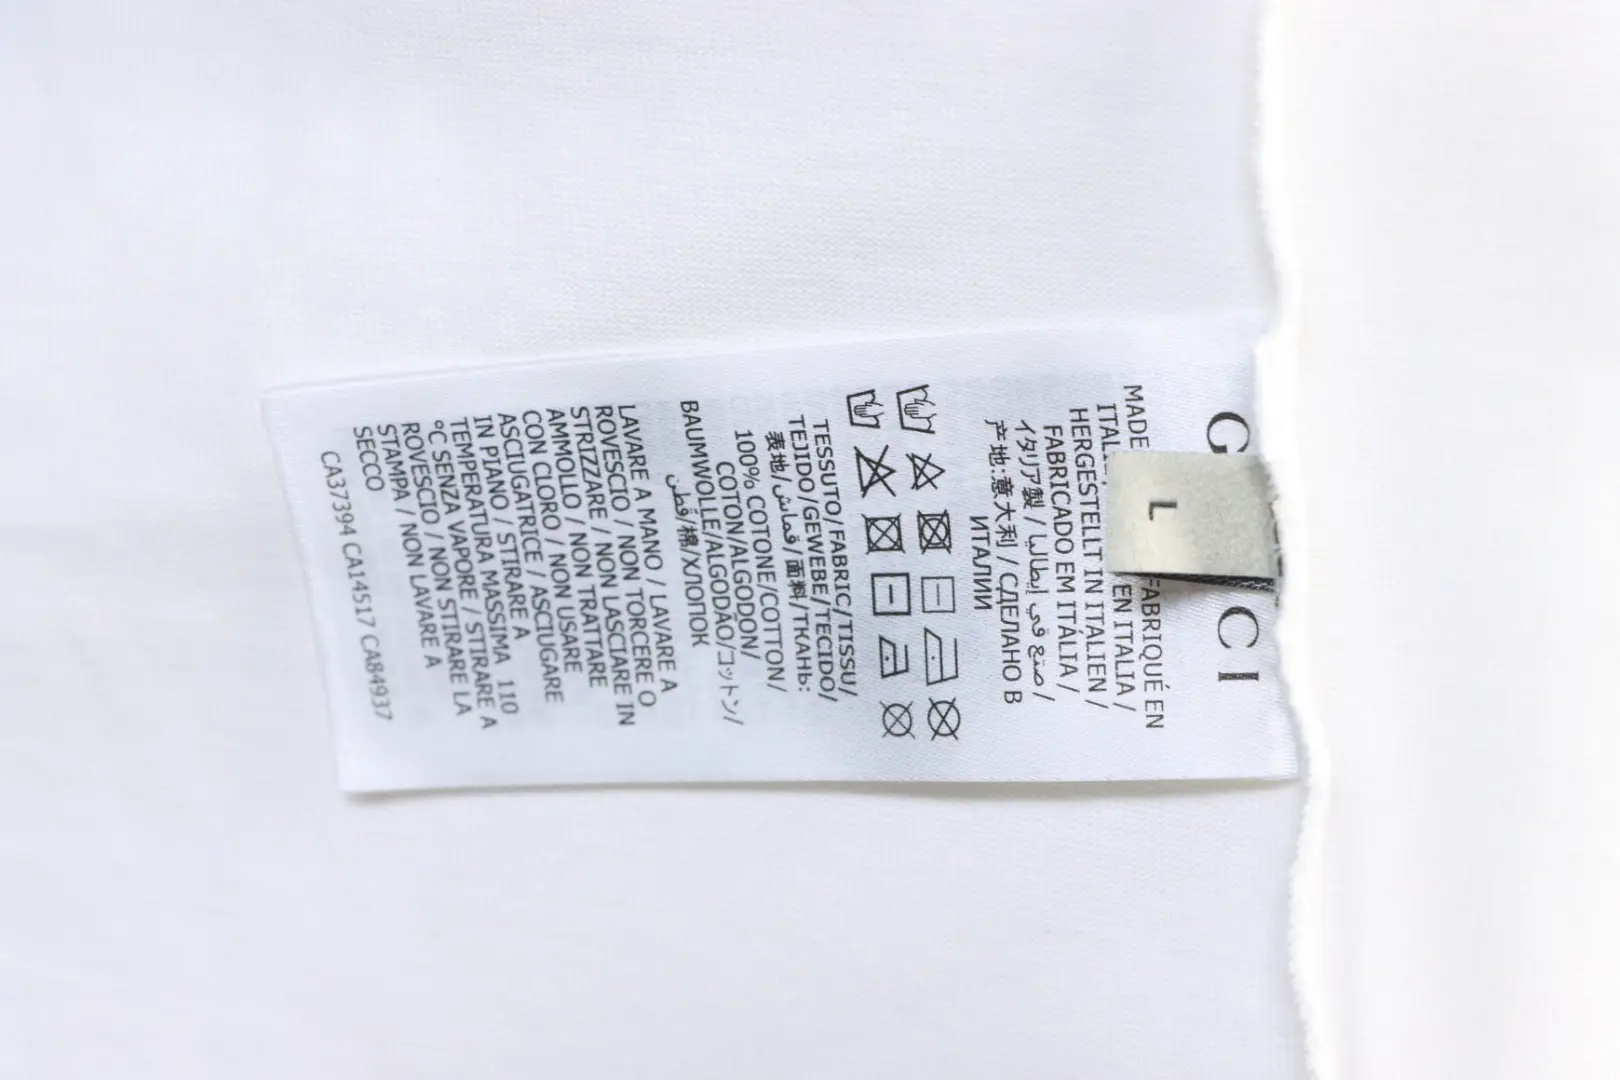 G CI
L
MADE FABRIQUÉ EN
ITALI EN ITALIA /
HERGESTELLT IN ITALIEN /
FABRICADO EM ITÁLIA /
イタリア製 / صنع في إيطاليا /
产地:意大利 / СДЕЛАНО В
ИТАЛИИ
TESSUTO/FABRIC/TISSU/
TEJIDO/GEWEBE/TECIDO/
表地/قماش/面料/ТКАНЬ:
100% COTONE/COTTON/
COTON/ALGODON/
BAUMWOLLE/ALGODÃO/コットン/
قطن/棉/ХЛОПОК
LAVARE A MANO / LAVARE A
ROVESCIO / NON TORCERE O
STRIZZARE / NON LASCIARE IN
AMMOLLO / NON TRATTARE
CON CLORO / NON USARE
ASCIUGATRICE / ASCIUGARE
IN PIANO / STIRARE A
TEMPERATURA MASSIMA 110
°C SENZA VAPORE / STIRARE A
ROVESCIO / NON STIRARE LA
STAMPA / NON LAVARE A
SECCO
CA37394 CA14517 CA84937